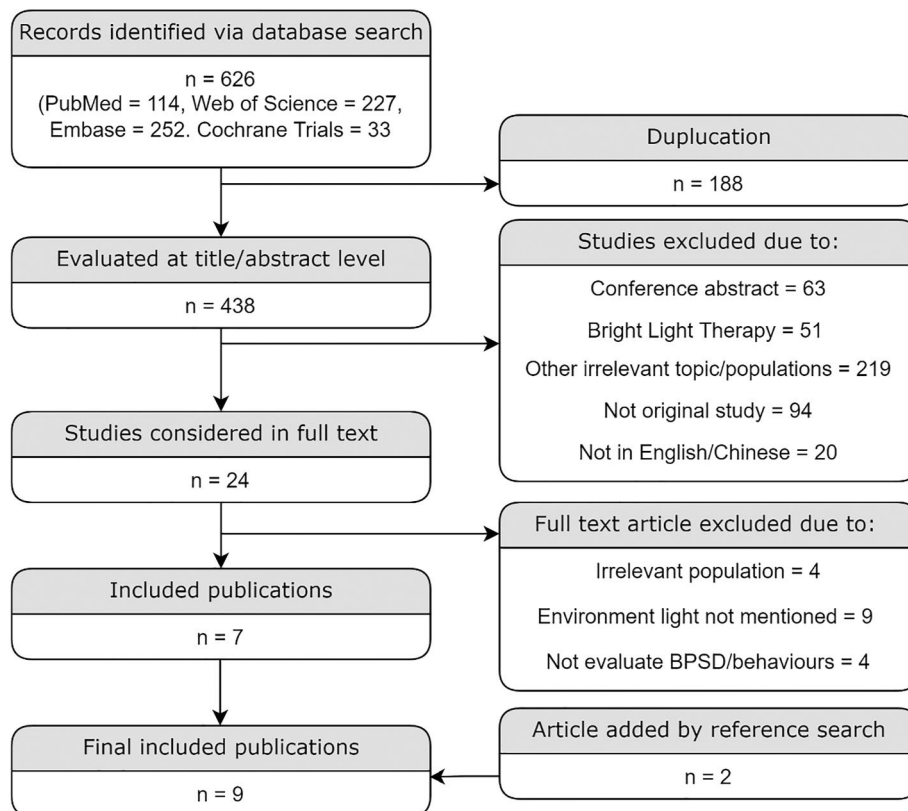 Records identified via database search
n = 626
(PubMed = 114, Web of Science = 227,
Embase = 252. Cochrane Trials = 33
Duplucation
n = 188
Evaluated at title/abstract level
n = 438
Studies excluded due to:
Conference abstract = 63
Bright Light Therapy = 51
Other irrelevant topic/populations = 219
Not original study = 94
Not in English/Chinese = 20
Studies considered in full text
n = 24
Full text article excluded due to:
Irrelevant population = 4
Environment light not mentioned = 9
Not evaluate BPSD/behaviours = 4
Included publications
n = 7
Article added by reference search
n = 2
Final included publications
n = 9